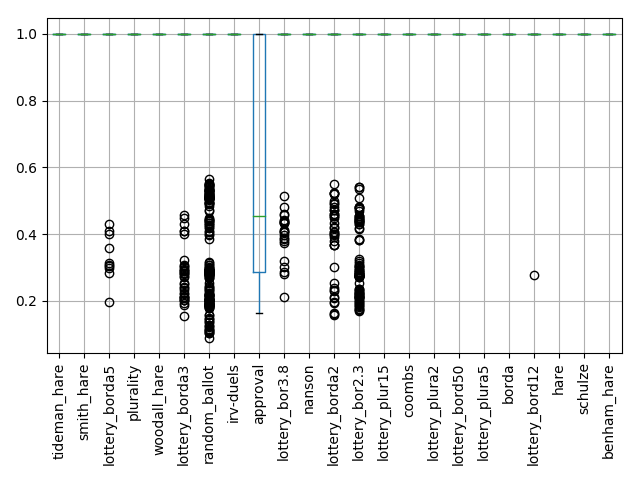 1.0
0.8
0.6
0.4
0.2
tideman_hare
smith_hare
lottery_borda5
plurality
woodall_hare
lottery_borda3
random_ballot
irv-duels
approval
lottery_bor3.8
nanson
lottery_borda2
lottery_bor2.3
lottery_plur15
coombs
lottery_plura2
lottery_bord50
lottery_plura5
borda
lottery_bord12
hare
schulze
benham_hare